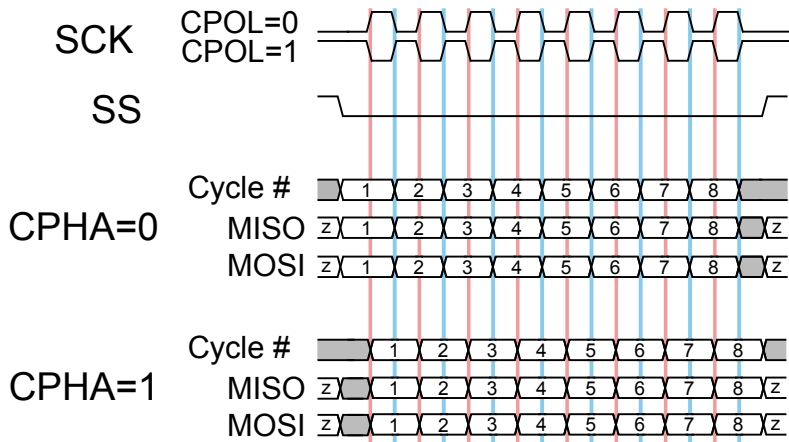 SCK CPOL=0
CPOL=1
SS
Cycle # 1 2 3 4 5 6 7 8
CPHA=0 MISO z 1 2 3 4 5 6 7 8 z
MOSI z 1 2 3 4 5 6 7 8 z
Cycle # 1 2 3 4 5 6 7 8
CPHA=1 MISO z 1 2 3 4 5 6 7 8 z
MOSI z 1 2 3 4 5 6 7 8 z